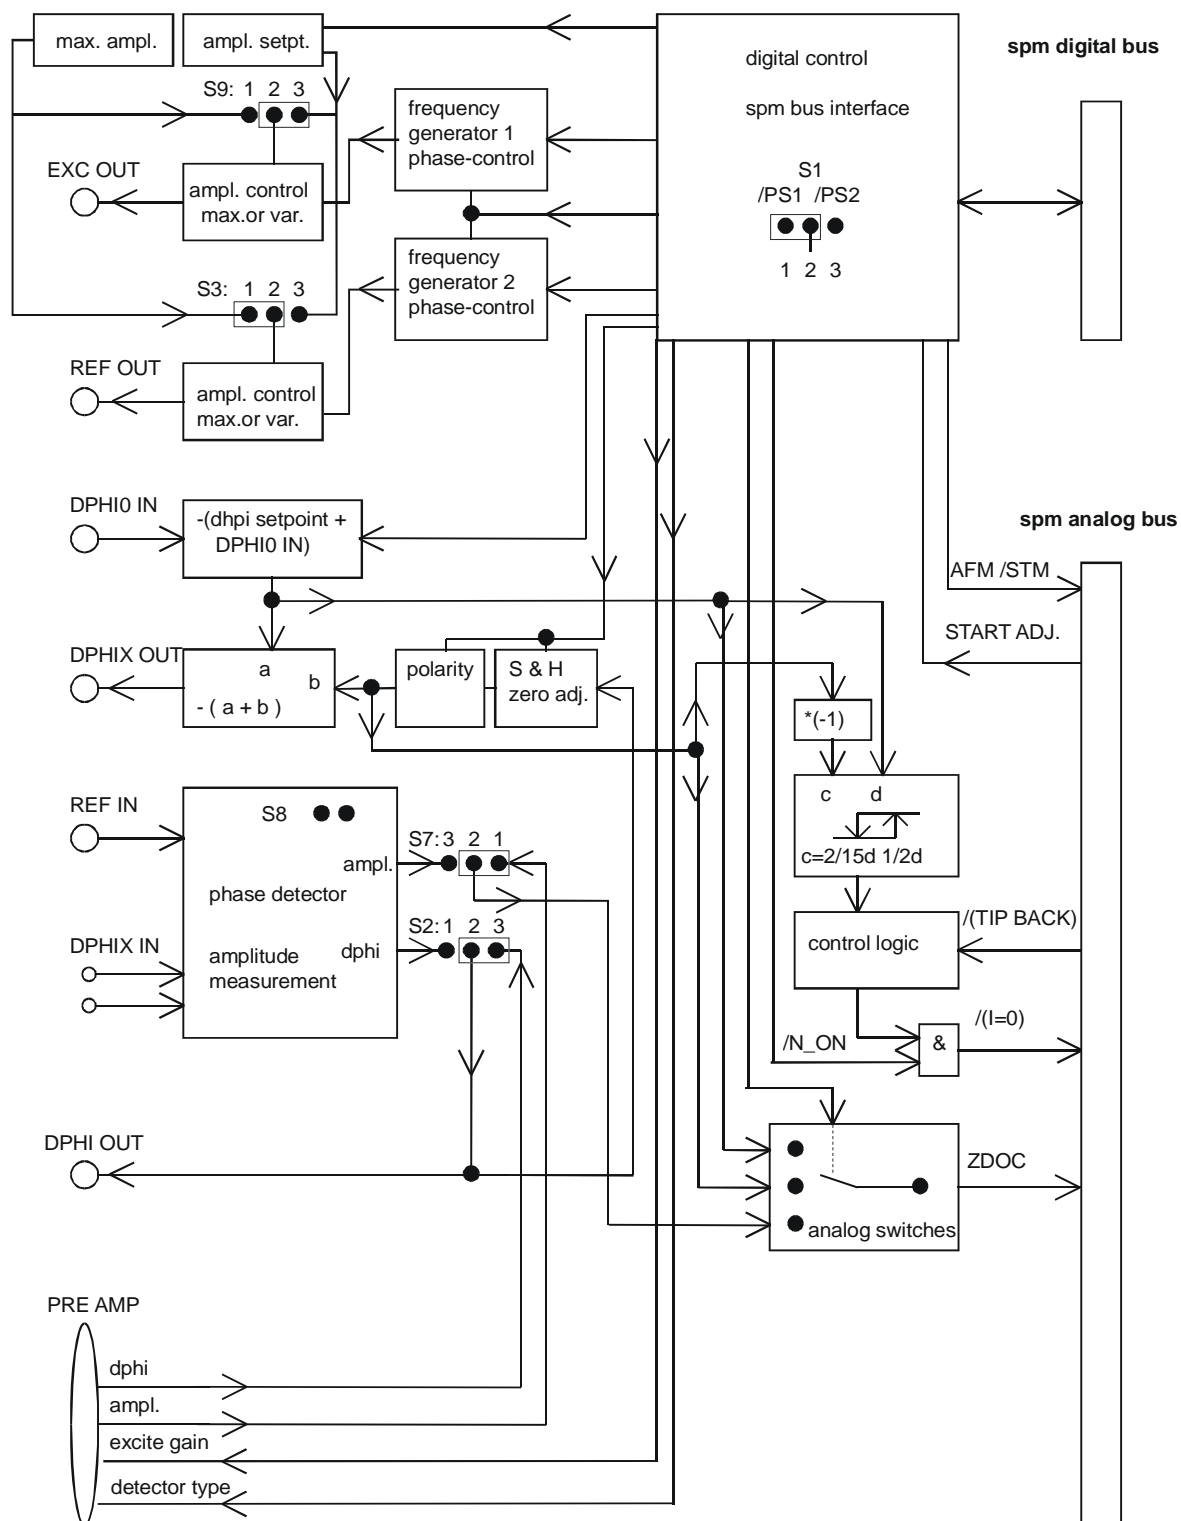 max. ampl.
ampl. setpt.
digital control
spm bus interface
spm digital bus
S9: 1 2 3
frequency
generator 1
phase-control
S1
/PS1 /PS2
1 2 3
EXC OUT
ampl. control
max.or var.
frequency
generator 2
phase-control
S3: 1 2 3
REF OUT
ampl. control
max.or var.
DPHI0 IN
-(dhpi setpoint +
DPHI0 IN)
spm analog bus
AFM /STM
START ADJ.
DPHIX OUT
a
b
- ( a + b )
polarity
S & H
zero adj.
*(-1)
c d
c=2/15d 1/2d
REF IN
S8
S7: 3 2 1
ampl.
phase detector
S2: 1 2 3
dphi
DPHIX IN
amplitude
measurement
/(TIP BACK)
control logic
/(I=0)
/N_ON
&
DPHI OUT
ZDOC
analog switches
PRE AMP
dphi
ampl.
excite gain
detector type